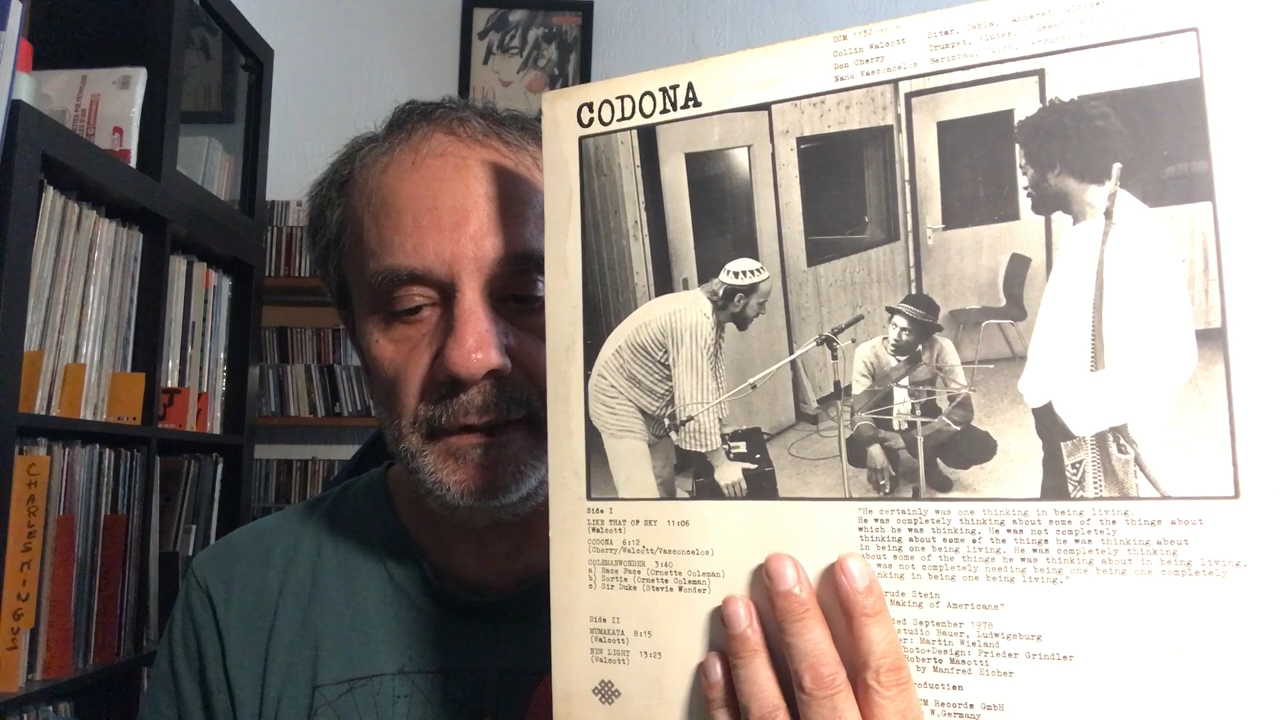 CODONA
ECM 1132
Collin Walcott
Don Cherry
Nana Vasconcelos
Sitar, Tabla,
Trumpet, Flutes,
Berimbau,
Side I
LIKE THAT OF SKY 11:06
(Walcott)
CODONA 6:12
(Cherry/Walcott/Vasconcelos)
COLEMANWONDER 3:40
a) Race Face (Ornette Coleman)
b) Sortie (Ornette Coleman)
c) Sir Duke (Stevie Wonder)
Side II
MUMAKATA 8:15
(Walcott)
NEW LIGHT 13:23
(Walcott)
"He certainly was one thinking in being living.
He was completely thinking about some of the things about
which he was thinking. He was not completely
thinking about some of the things he was thinking about
in being one being living. He was completely thinking
about some of the things he was thinking about in being living.
was not completely needing being one being one completely
nking in being one being living."
rude Stein
Making of Americans"
ed September 1978
studio Bauer, Ludwigsburg
er: Martin Wieland
hoto+Design: Frieder Grindler
Roberto Masotti
by Manfred Eicher
roduction
CM Records GmbH
W.Germany
CHARLES MINGUS